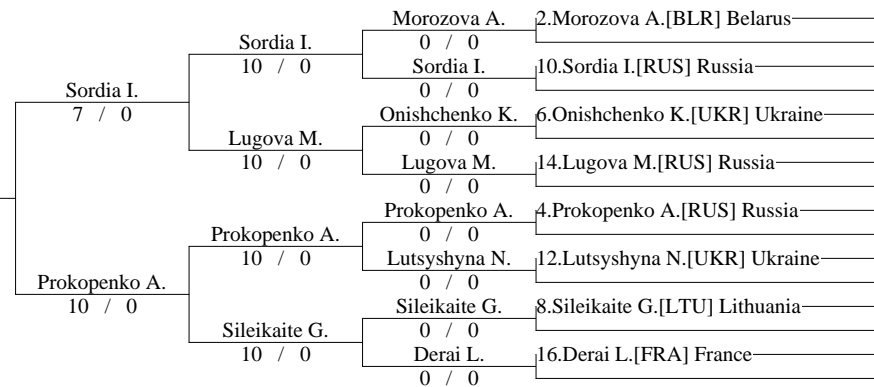 Morozova A. 2.Morozova A.[BLR] Belarus
Sordia I. 0 / 0
10 / 0 Sordia I. 10.Sordia I.[RUS] Russia
Sordia I. 0 / 0
7 / 0 Onishchenko K. 6.Onishchenko K.[UKR] Ukraine
Lugova M. 0 / 0
10 / 0 Lugova M. 14.Lugova M.[RUS] Russia
0 / 0
Prokopenko A. 4.Prokopenko A.[RUS] Russia
Prokopenko A. 0 / 0
10 / 0 Lutsyshyna N. 12.Lutsyshyna N.[UKR] Ukraine
Prokopenko A. 0 / 0
10 / 0 Sileikaite G. 8.Sileikaite G.[LTU] Lithuania
Sileikaite G. 0 / 0
10 / 0 Derai L. 16.Derai L.[FRA] France
0 / 0